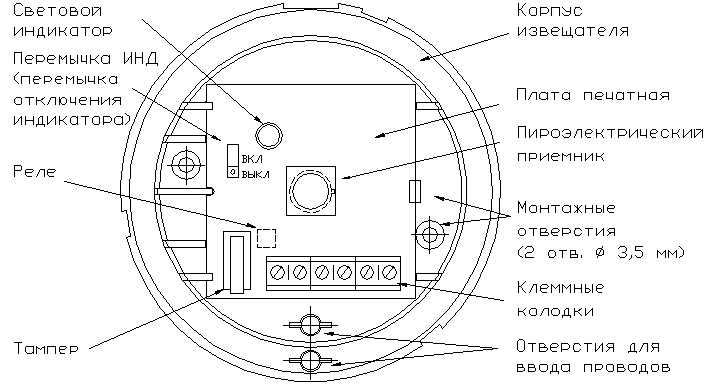 Световой
индикатор
Перемычка ИНД
(перемычка
отключения
индикатора)
Реле
Тампер
ВКЛ
ВЫКЛ
Корпус
извещателя
Плата печатная
Пироэлектрический
приемник
Монтажные
отверстия
(2 отв. Ø 3,5 мм)
Клеммные
колодки
Отверстия для
ввода проводов